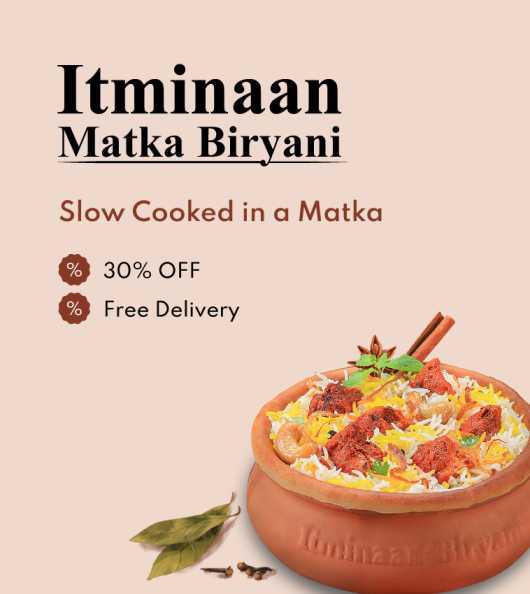 Itminaan
Matka Biryani
Slow Cooked in a Matka
% 30% OFF
% Free Delivery
Itminaan Biryani